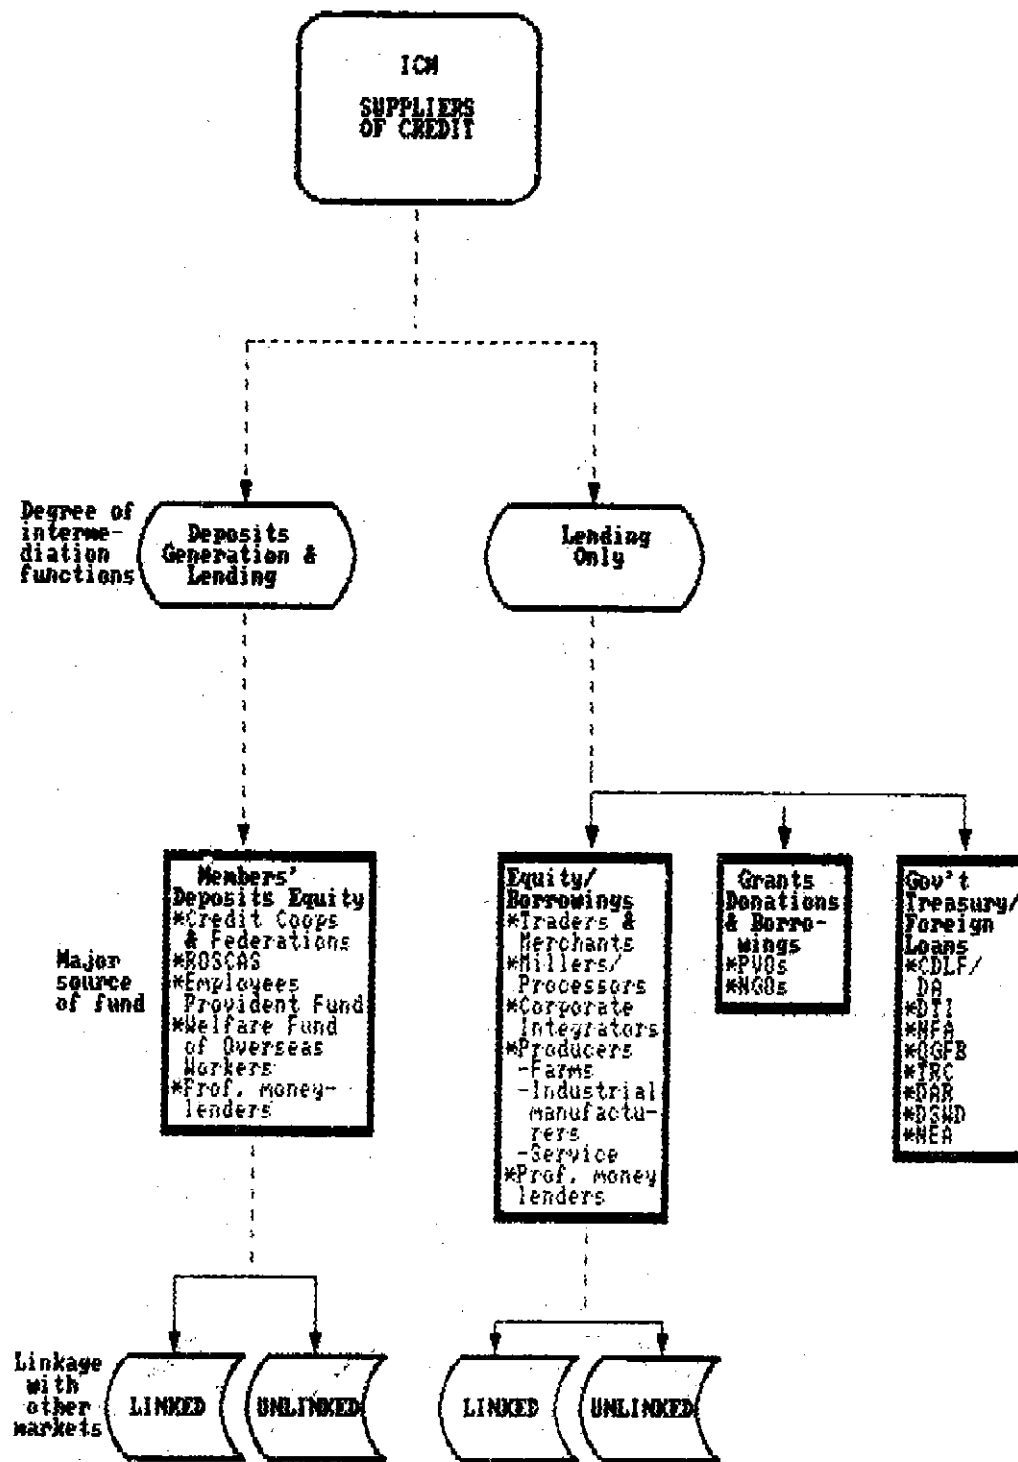 ICM
SUPPLIERS
OF CREDIT
Degree of
interme-
diation
functions
Deposits
Generation &
Lending
Lending
Only
Major
source
of fund
Members'
Deposits Equity
*Credit Coops
& Federations
*ROSCAS
*Employees
Provident Fund
*Welfare Fund
of Overseas
Workers
*Prof. money-
lenders
Equity/
Borrowings
*Traders &
Merchants
*Millers/
Processors
*Corporate
Integrators
*Producers
-Farms
-Industrial
manufactu-
rers
-Service
*Prof. money
lenders
Grants
Donations
& Borro-
wings
*PVOs
*NGOs
Gov't
Treasury/
Foreign
Loans
*CDLF/
DA
*DTI
*NFA
*QGFB
*TRC
*DAR
*DSWD
*NEA
Linkage
with
other
markets
LINKED
UNLINKED
LINKED
UNLINKED